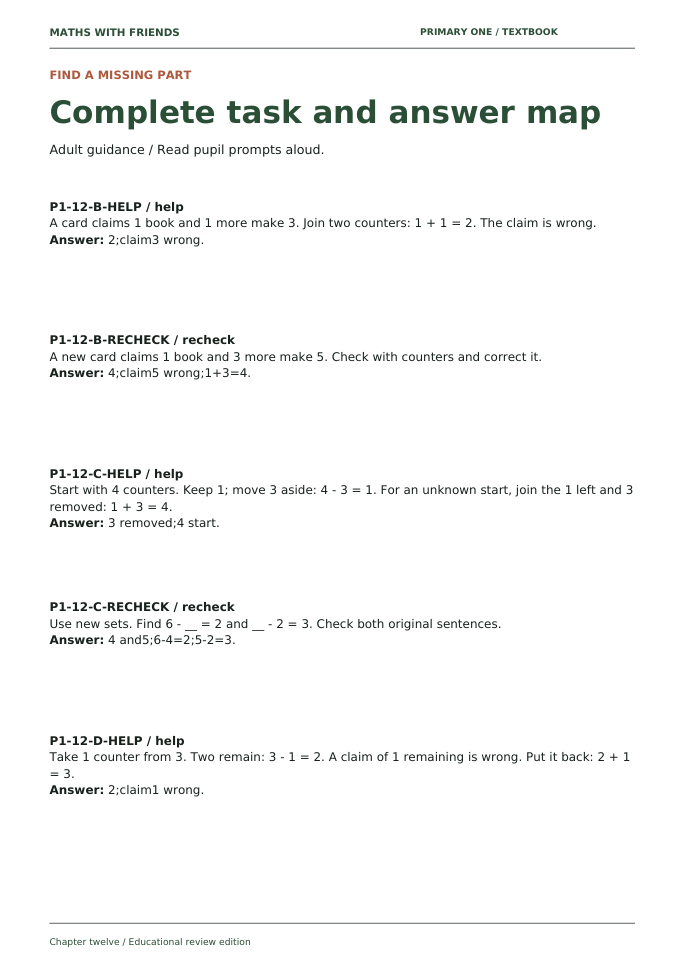 MATHS WITH FRIENDS
PRIMARY ONE / TEXTBOOK
FIND A MISSING PART
Complete task and answer map
Adult guidance / Read pupil prompts aloud.
P1-12-B-HELP / help
A card claims 1 book and 1 more make 3. Join two counters: 1 + 1 = 2. The claim is wrong.
Answer: 2;claim3 wrong.
P1-12-B-RECHECK / recheck
A new card claims 1 book and 3 more make 5. Check with counters and correct it.
Answer: 4;claim5 wrong;1+3=4.
P1-12-C-HELP / help
Start with 4 counters. Keep 1; move 3 aside: 4 - 3 = 1. For an unknown start, join the 1 left and 3
removed: 1 + 3 = 4.
Answer: 3 removed;4 start.
P1-12-C-RECHECK / recheck
Use new sets. Find 6 - __ = 2 and __ - 2 = 3. Check both original sentences.
Answer: 4 and5;6-4=2;5-2=3.
P1-12-D-HELP / help
Take 1 counter from 3. Two remain: 3 - 1 = 2. A claim of 1 remaining is wrong. Put it back: 2 + 1
= 3.
Answer: 2;claim1 wrong.
Chapter twelve / Educational review edition